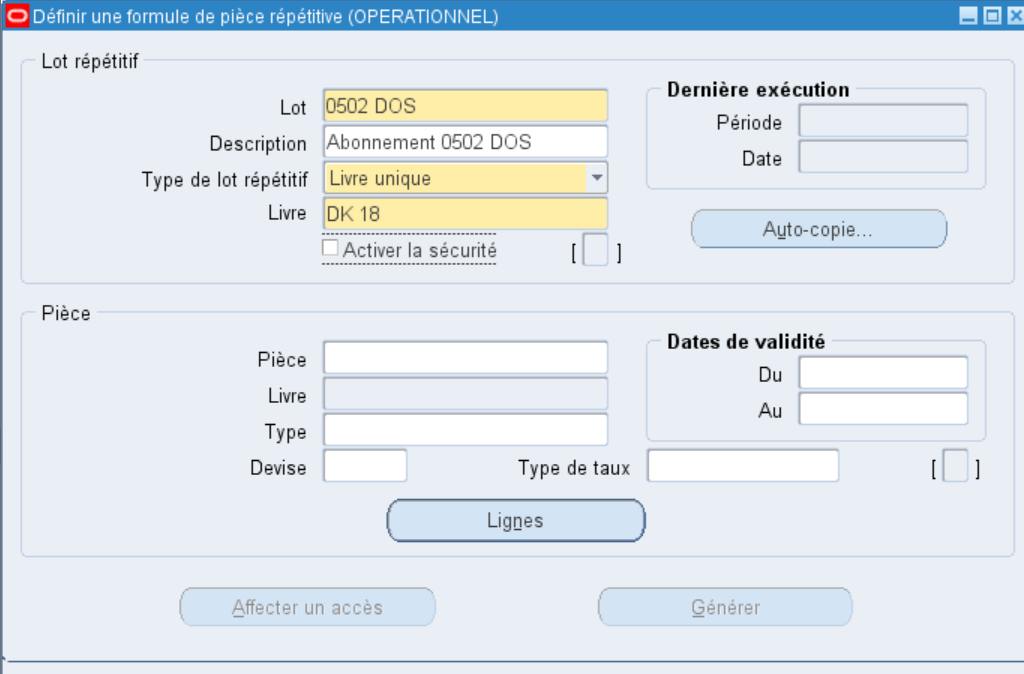 Définir une formule de pièce répétitive (OPERATIONNEL)
Lot répétitif
Lot 0502 DOS
Description Abonnement 0502 DOS
Type de lot répétitif Livre unique
Livre DK 18
Activer la sécurité [ ]
Dernière exécution
Période
Date
Auto-copie...
Pièce
Pièce
Livre
Type
Devise
Type de taux [ ]
Dates de validité
Du
Au
Lignes
Affecter un accès
Générer